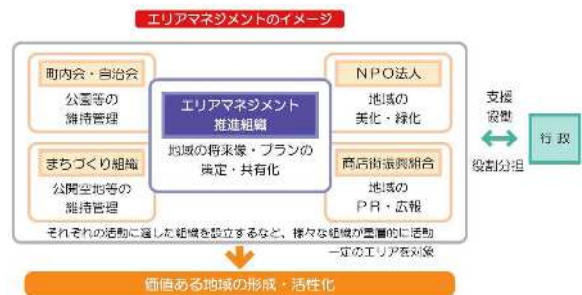 エリアマネジメントのイメージ
町内会・自治会
公園等の
維持管理
エリアマネジメント
推進組織
地域の将来像・プランの
策定・共有化
NPO法人
地域の
美化・緑化
まちづくり組織
公開空地等の
維持管理
商店街振興組合
地域の
PR・広報
支援
協働
役割分担
行政
それぞれの活動に適した組織を設立するなど、様々な組織が重層的に活動
一定のエリアを対象
価値ある地域の形成・活性化